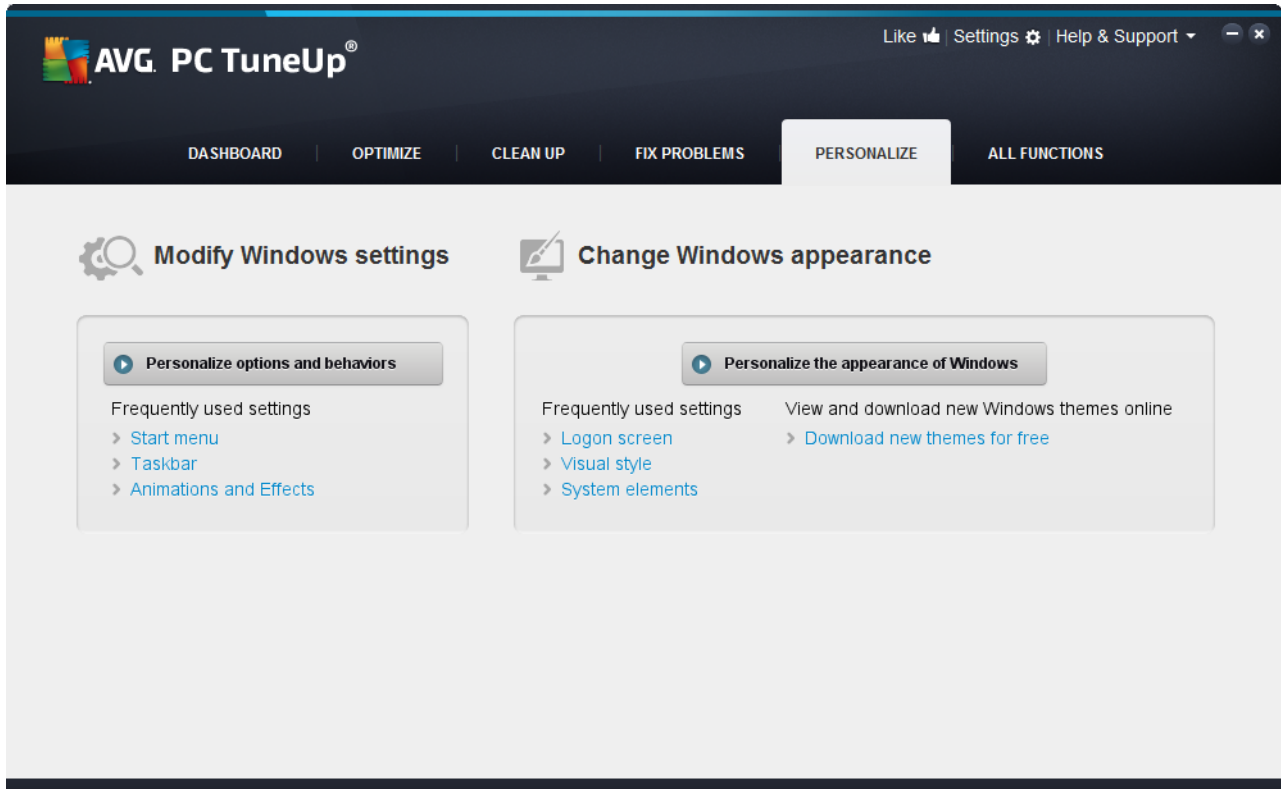 Like | Settings | Help & Support
AVG. PC TuneUp®
DASHBOARD | OPTIMIZE | CLEAN UP | FIX PROBLEMS | PERSONALIZE | ALL FUNCTIONS
Modify Windows settings
Personalize options and behaviors
Frequently used settings
Start menu
Taskbar
Animations and Effects
Change Windows appearance
Personalize the appearance of Windows
Frequently used settings
Logon screen
Visual style
System elements
View and download new Windows themes online
Download new themes for free